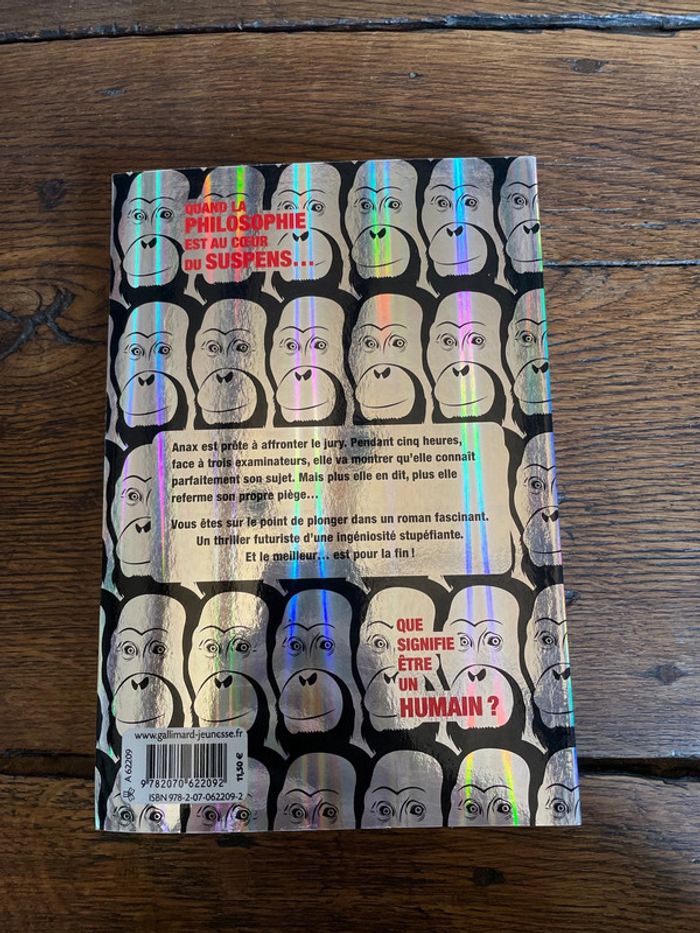 QUAND LA
PHILOSOPHIE
EST AU CŒUR
DU SUSPENS...
Anax est prête à affronter le jury. Pendant cinq heures,
face à trois examinateurs, elle va montrer qu'elle connaît
parfaitement son sujet. Mais plus elle en dit, plus elle
referme son propre piège...
Vous êtes sur le point de plonger dans un roman fascinant.
Un thriller futuriste d'une ingéniosité stupéfiante.
Et le meilleur... est pour la fin !
QUE
SIGNIFIE
ÊTRE
UN
HUMAIN ?
www.gallimard-jeunesse.fr
A 62209
9 782070 622092
11,50 €
ISBN 978-2-07-062209-2